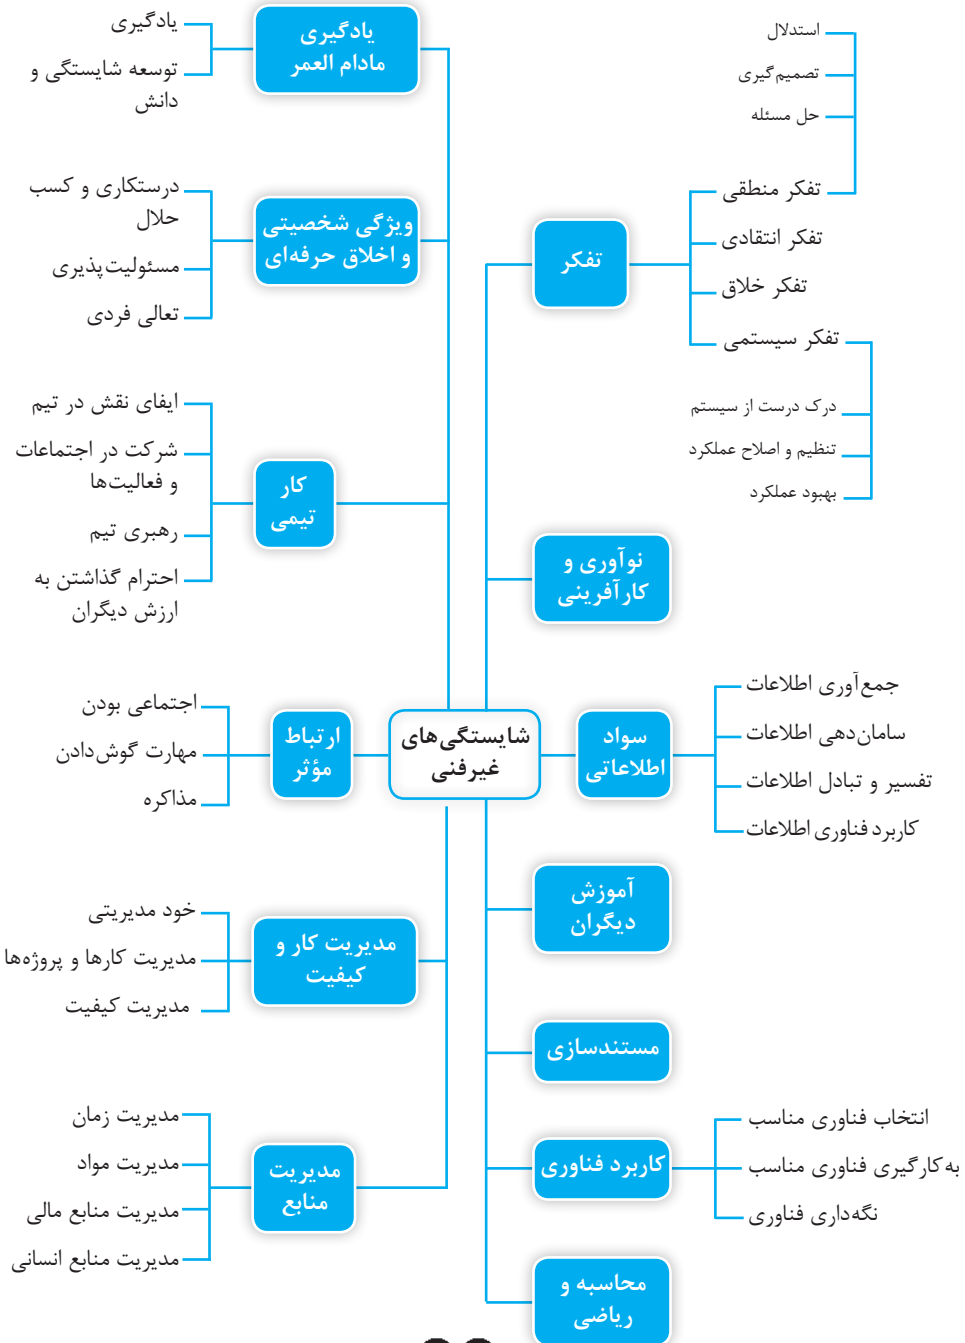 استدلال
تصمیم‌گیری
حل مسئله
تفکر منطقی
تفکر انتقادی
تفکر خلاق
تفکر سیستمی
درک درست از سیستم
تنظیم و اصلاح عملکرد
بهبود عملکرد
تفکر
نوآوری و
کارآفرینی
جمع‌آوری اطلاعات
سامان‌دهی اطلاعات
تفسیر و تبادل اطلاعات
کاربرد فناوری اطلاعات
سواد
اطلاعاتی
آموزش
دیگران
مستندسازی
انتخاب فناوری مناسب
به‌کارگیری فناوری مناسب
نگه‌داری فناوری
کاربرد فناوری
محاسبه و
ریاضی
شایستگی‌های
غیرفنی
یادگیری
مادام العمر
یادگیری
توسعه شایستگی و
دانش
ویژگی شخصیتی
و اخلاق حرفه‌ای
درستکاری و کسب
حلال
مسئولیت‌پذیری
تعالی فردی
کار
تیمی
ایفای نقش در تیم
شرکت در اجتماعات
و فعالیت‌ها
رهبری تیم
احترام گذاشتن به
ارزش دیگران
ارتباط
مؤثر
اجتماعی بودن
مهارت گوش‌دادن
مذاکره
مدیریت کار و
کیفیت
خود مدیریتی
مدیریت کارها و پروژه‌ها
مدیریت کیفیت
مدیریت
منابع
مدیریت زمان
مدیریت مواد
مدیریت منابع مالی
مدیریت منابع انسانی